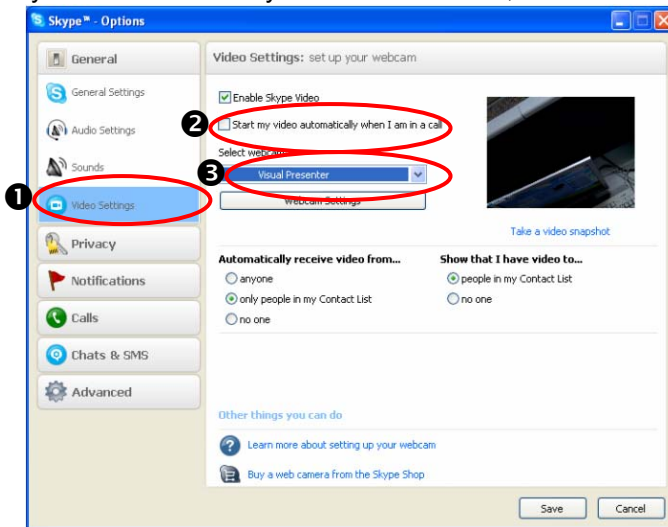 Skype™ - Options
General
General Settings
Audio Settings
Sounds
Video Settings
Privacy
Notifications
Calls
Chats & SMS
Advanced
Video Settings: set up your webcam
Enable Skype Video
❷ Start my video automatically when I am in a call
Select webcam
❸ Visual Presenter
Webcam Settings
❶
Take a video snapshot
Automatically receive video from...
anyone
only people in my Contact List
no one
Show that I have video to...
people in my Contact List
no one
Other things you can do
Learn more about setting up your webcam
Buy a web camera from the Skype Shop
Save
Cancel